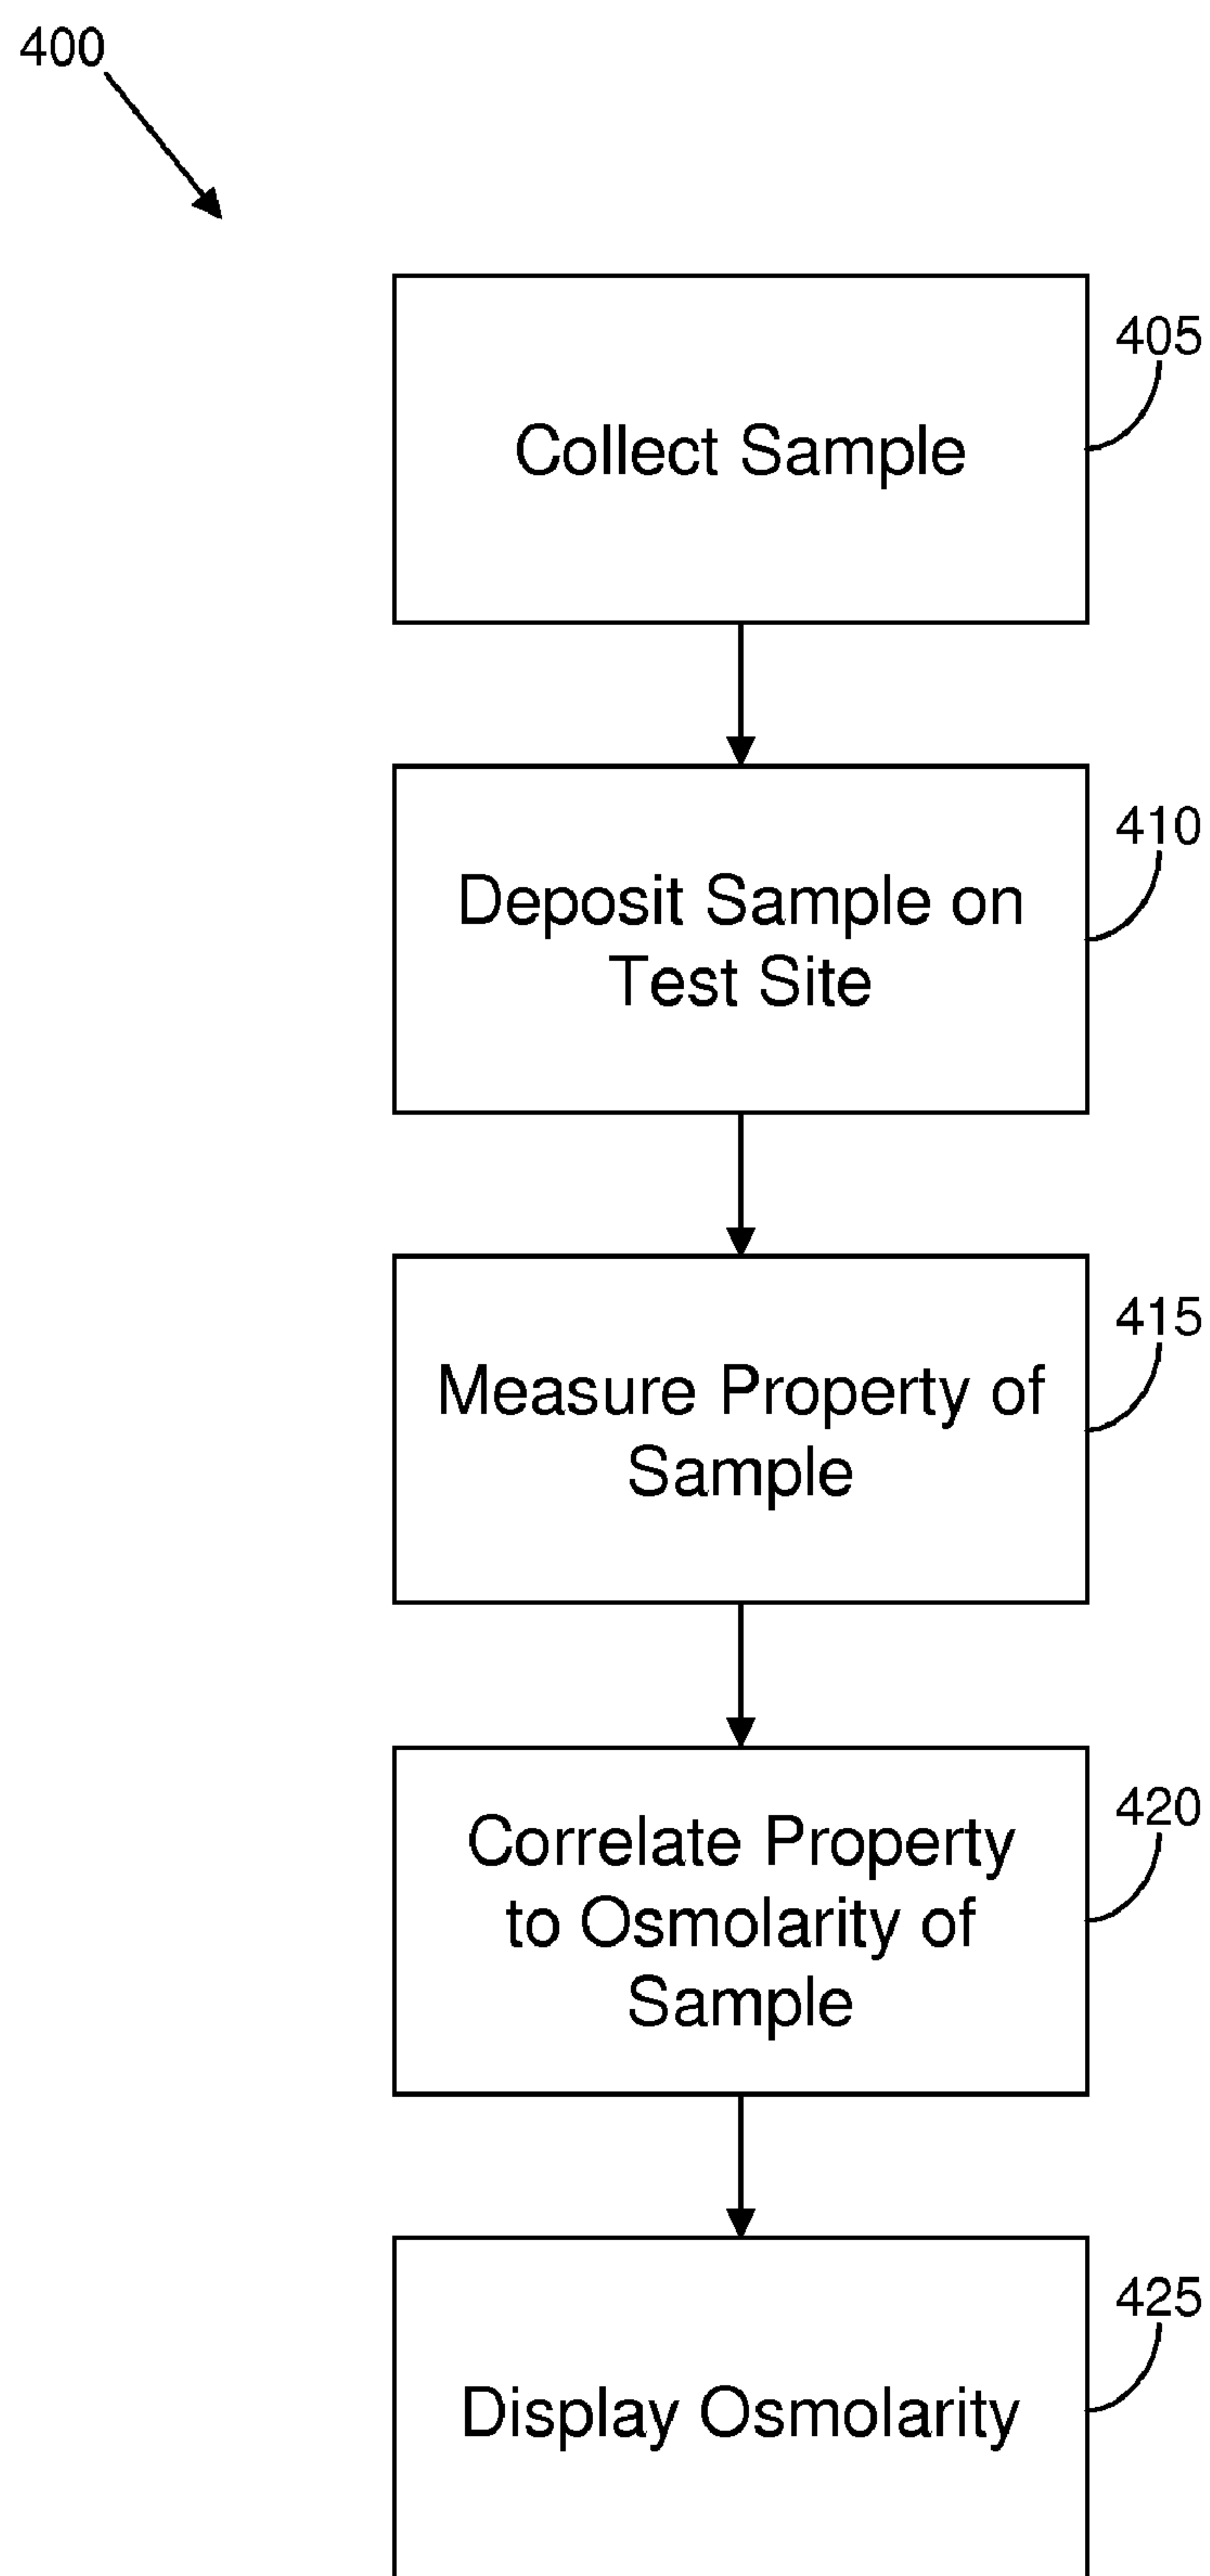 400
405
Collect Sample
410
Deposit Sample on
Test Site
415
Measure Property of
Sample
420
Correlate Property
to Osmolarity of
Sample
425
Display Osmolarity